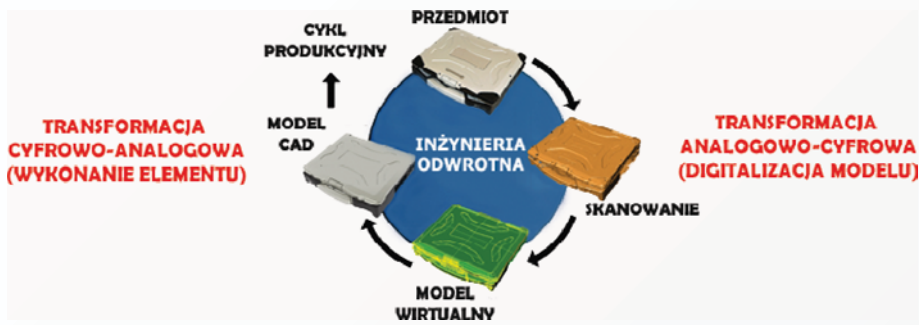 PRZEDMIOT
CYKL
PRODUKCYJNY
MODEL
CAD
TRANSFORMACJA
CYFROWO-ANALOGOWA
(WYKONANIE ELEMENTU)
INŻYNIERIA
ODWROTNA
TRANSFORMACJA
ANALOGOWO-CYFROWA
(DIGITALIZACJA MODELU)
SKANOWANIE
MODEL
WIRTUALNY